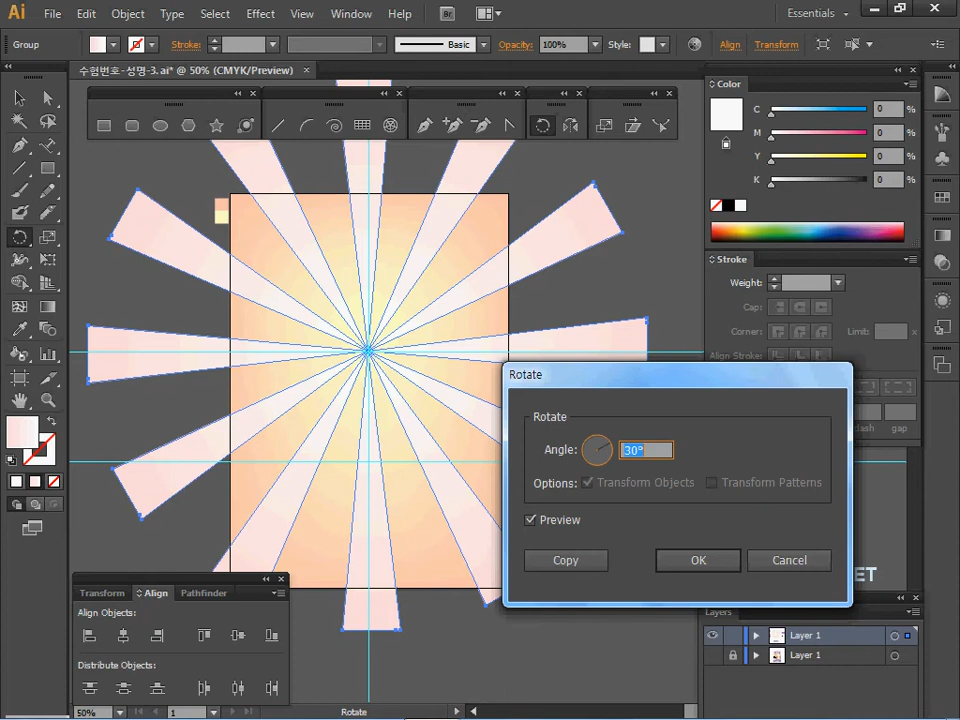 Ai File Edit Object Type Select Effect View Window Help Br Essentials
Group Stroke: Basic Opacity: 100% Style: Align Transform
수험번호-성명-3.ai* @ 50% (CMYK/Preview) ×
Color
C 0 %
M 0 %
Y 0 %
K 0 %
Stroke
Weight:
Cap:
Corner: Limit: x
Align Stroke:
dash gap
Rotate
Rotate
Angle: 30°
Options: Transform Objects Transform Patterns
Preview
Copy OK Cancel
ET
Transform Align Pathfinder
Align Objects:
Distribute Objects:
Layers
Layer 1
Layer 1
50% 1 Rotate